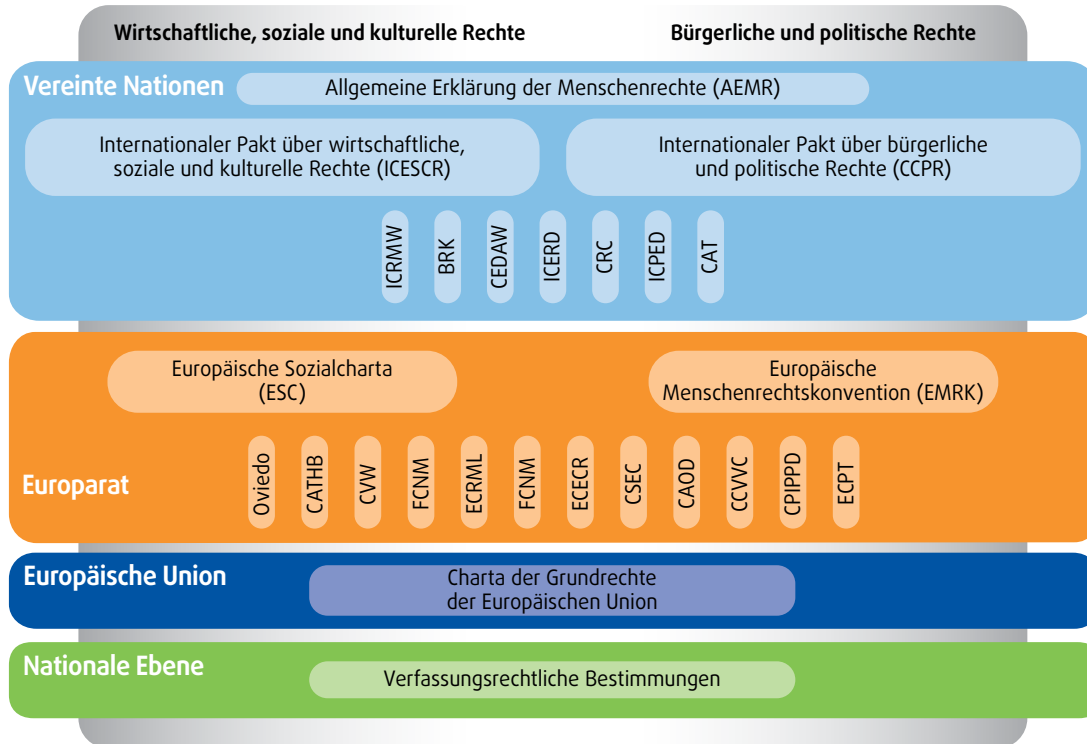 Wirtschaftliche, soziale und kulturelle Rechte
Bürgerliche und politische Rechte
Vereinte Nationen
Allgemeine Erklärung der Menschenrechte (AEMR)
Internationaler Pakt über wirtschaftliche,
soziale und kulturelle Rechte (ICESCR)
Internationaler Pakt über bürgerliche
und politische Rechte (CCPR)
ICRMW
BRK
CEDAW
ICERD
CRC
ICPED
CAT
Europäische Sozialcharta
(ESC)
Europäische
Menschenrechtskonvention (EMRK)
Europarat
Oviedo
CATHB
CVW
FCNM
ECRML
FCNM
ECECR
CSEC
CAOD
CCVVC
CPIPPD
ECPT
Europäische Union
Charta der Grundrechte
der Europäischen Union
Nationale Ebene
Verfassungsrechtliche Bestimmungen